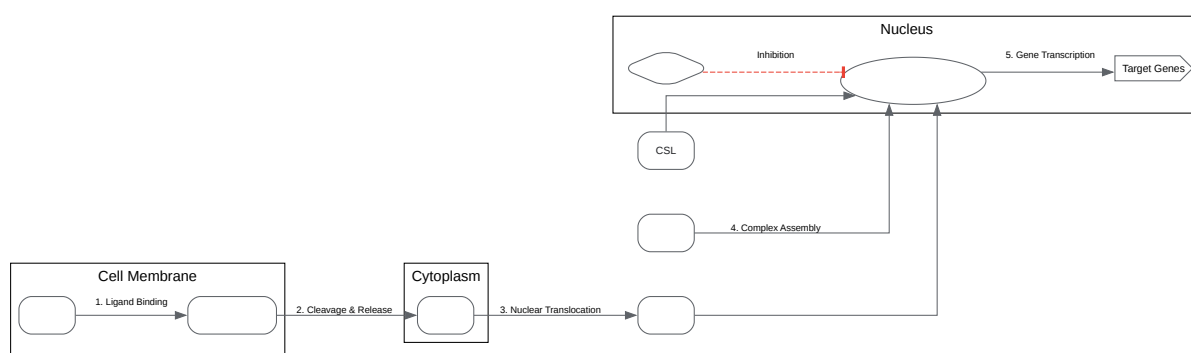 Nucleus
Inhibition
5. Gene Transcription
Target Genes
CSL
4. Complex Assembly
Cell Membrane
Cytoplasm
1. Ligand Binding
2. Cleavage & Release
3. Nuclear Translocation